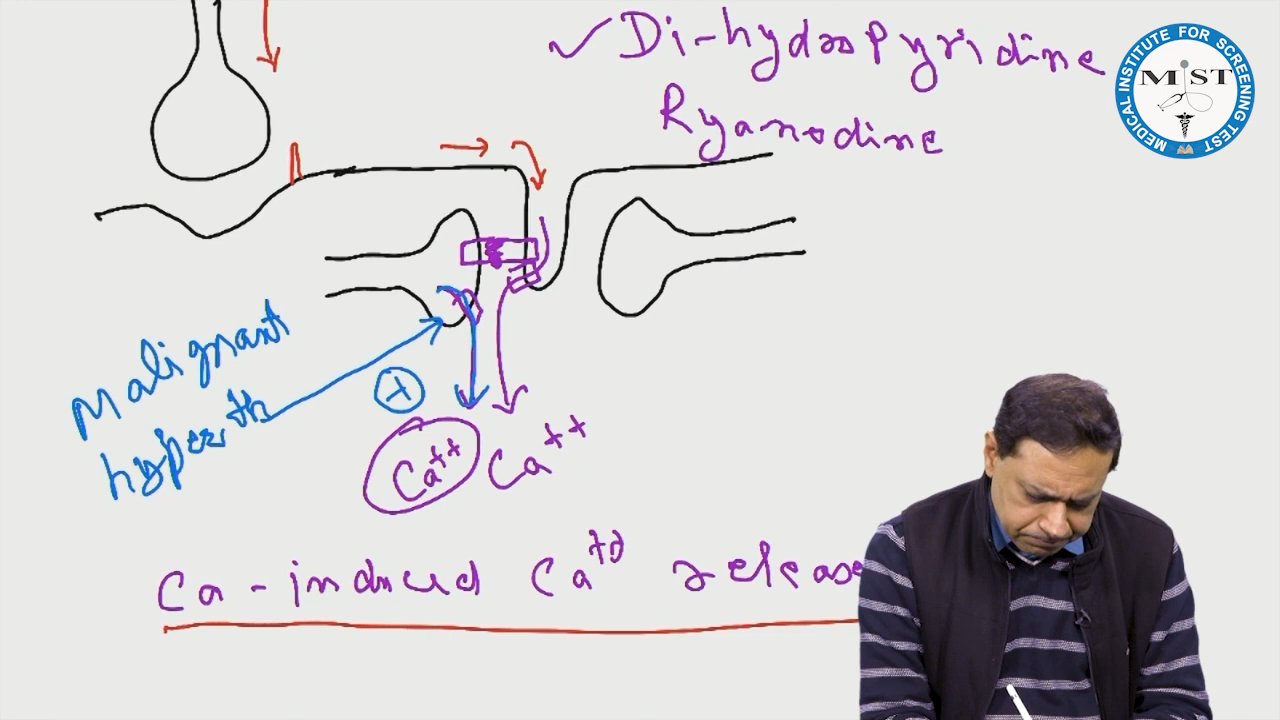 ✓ Di-hydropyridine
Ryanodine
MEDICAL INSTITUTE FOR SCREENING TEST
MIST
Malignant
hyperth
+
Ca++ Ca++
Ca-induced Ca++ release